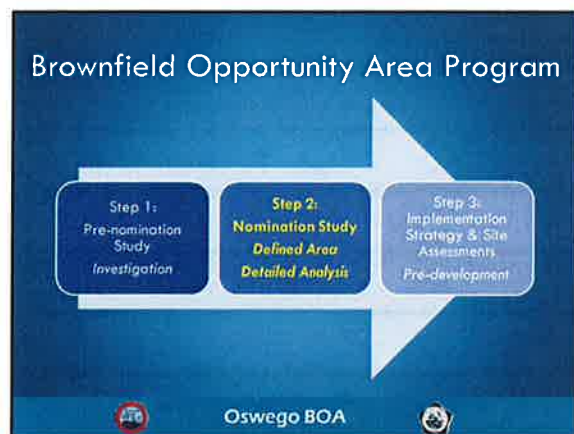 Brownfield Opportunity Area Program
Step 1:
Pre-nomination
Study
Investigation
Step 2:
Nomination Study
Defined Area
Detailed Analysis
Step 3:
Implementation
Strategy & Site
Assessments
Pre-development
Oswego BOA